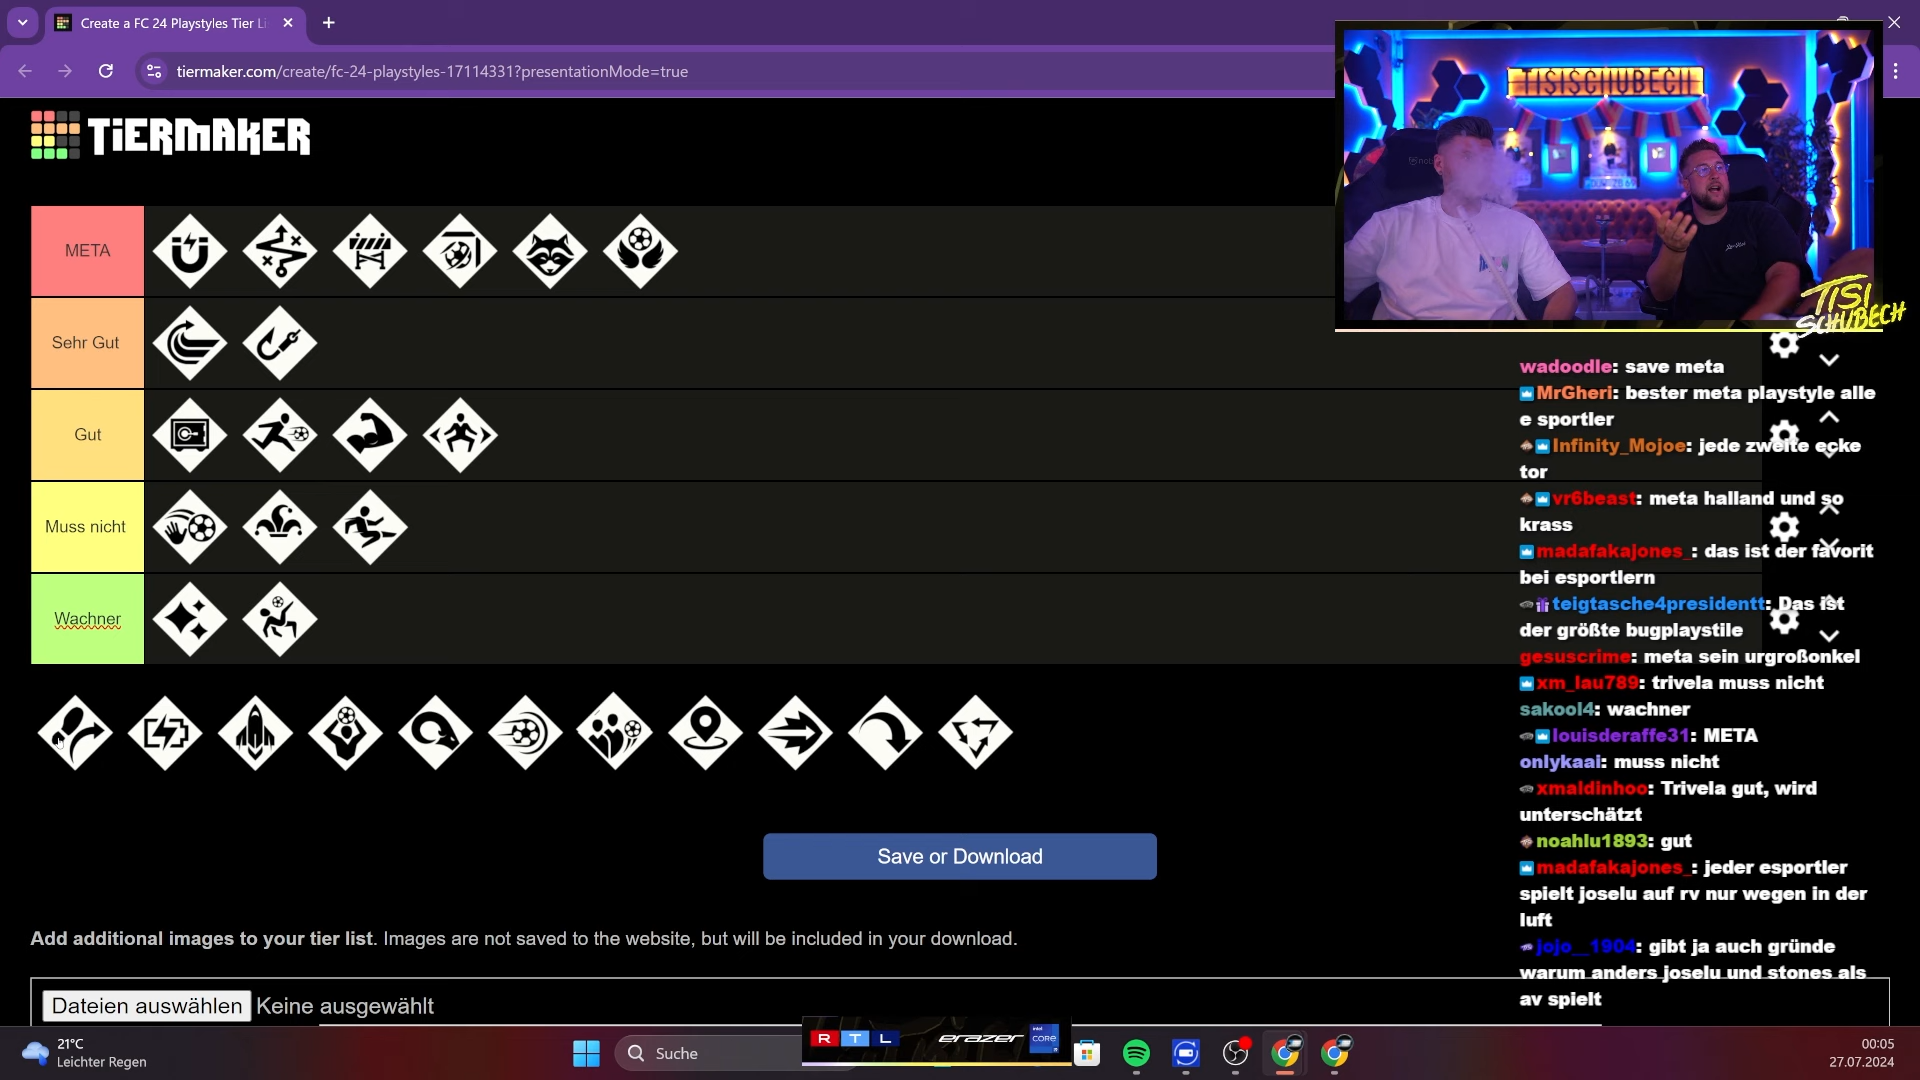 Create a FC 24 Playstyles Tier Li
tiermaker.com/create/fc-24-playstyles-17114331?presentationMode=true
TiERMAKER
TISISCHUBECH
META
Sehr Gut
Gut
Muss nicht
Wachner
TISI
SCHUBECH
wadoodle: save meta
MrGheri: bester meta playstyle alle
e sportler
Infinity_Mojoe: jede zweite ecke
tor
vr6beast: meta halland und so
krass
madafakajones_: das ist der favorit
bei esportlern
teigtasche4presidentt: Das ist
der größte bugplaystile
gesuscrime: meta sein urgroßonkel
xm_lau789: trivela muss nicht
sakool4: wachner
louisderaffe31: META
onlykaai: muss nicht
xmaldinhoo: Trivela gut, wird
unterschätzt
noahlu1893: gut
madafakajones_: jeder esportler
spielt joselu auf rv nur wegen in der
luft
jojo__1904: gibt ja auch gründe
warum anders joselu und stones als
av spielt
Save or Download
Add additional images to your tier list. Images are not saved to the website, but will be included in your download.
Dateien auswählen Keine ausgewählt
21°C
Leichter Regen
Suche
RTL
erazer
intel
CORE
00:05
27.07.2024